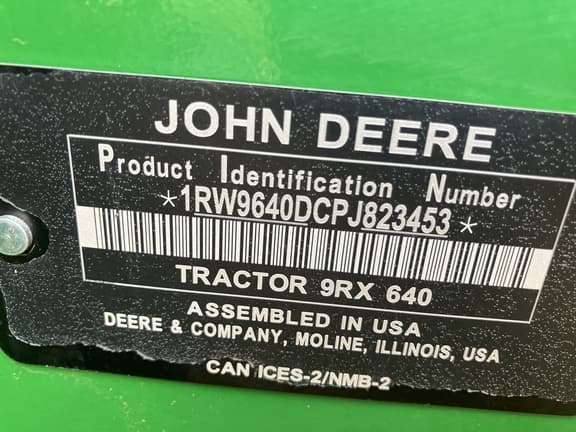 JOHN DEERE
Product Identification Number
*1RW9640DCPJ823453*
TRACTOR 9RX 640
ASSEMBLED IN USA
DEERE & COMPANY, MOLINE, ILLINOIS, USA
CAN ICES-2/NMB-2